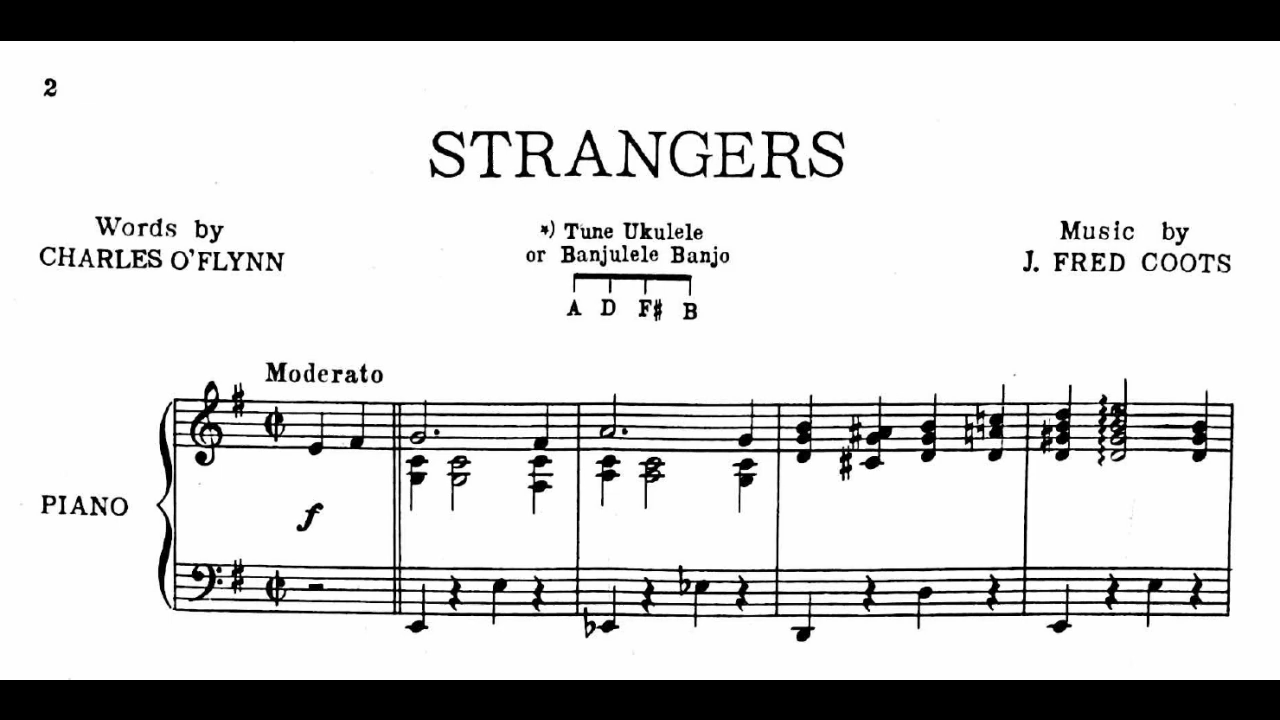 2
STRANGERS
Words by
CHARLES O'FLYNN
*) Tune Ukulele
or Banjulele Banjo
A D F# B
Music by
J. FRED COOTS
Moderato
PIANO
f